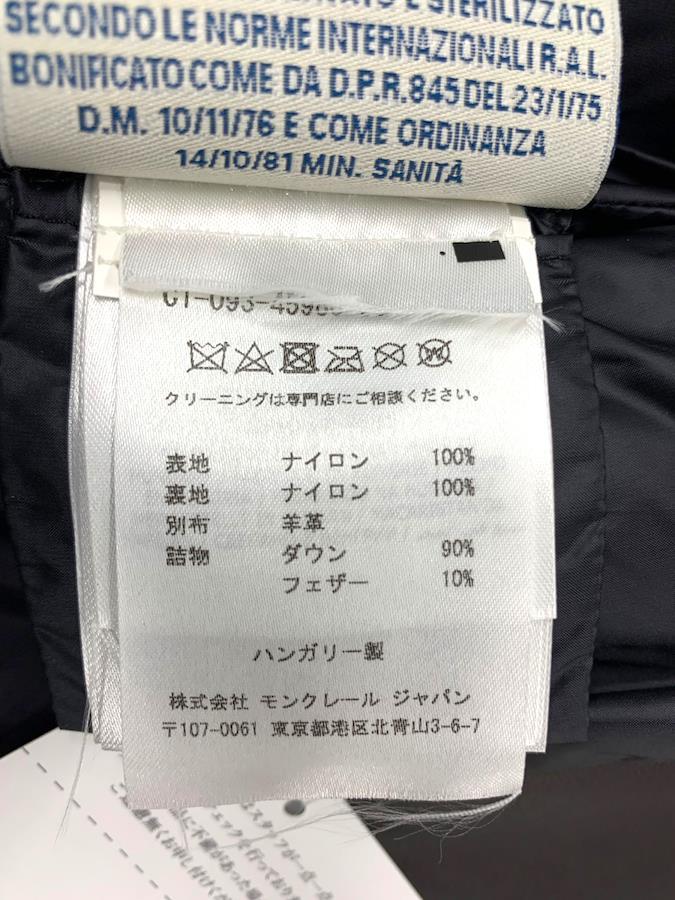 E STERILIZZATO
SECONDO LE NORME INTERNAZIONALI R.A.L.
BONIFICATO COME DA D.P.R. 845 DEL 23/1/75
D.M. 10/11/76 E COME ORDINANZA
14/10/81 MIN. SANITÀ
クリーニングは専門店にご相談ください。
表地 ナイロン 100%
裏地 ナイロン 100%
別布 羊革
詰物 ダウン 90%
フェザー 10%
ハンガリー製
株式会社 モンクレール ジャパン
〒107-0061 東京都港区北青山3-6-7